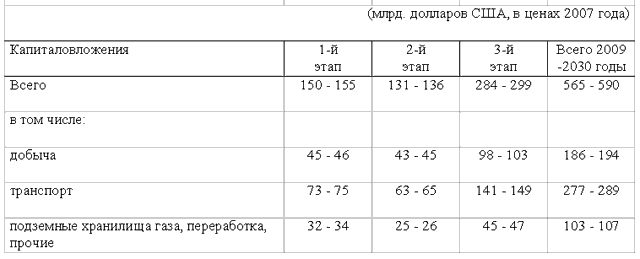 (млрд. долларов США, в ценах 2007 года)
Капиталовложения 1-й этап 2-й этап 3-й этап Всего 2009 -2030 годы
Всего 150 - 155 131 - 136 284 - 299 565 - 590
в том числе:
добыча 45 - 46 43 - 45 98 - 103 186 - 194
транспорт 73 - 75 63 - 65 141 - 149 277 - 289
подземные хранилища газа, переработка, прочие 32 - 34 25 - 26 45 - 47 103 - 107